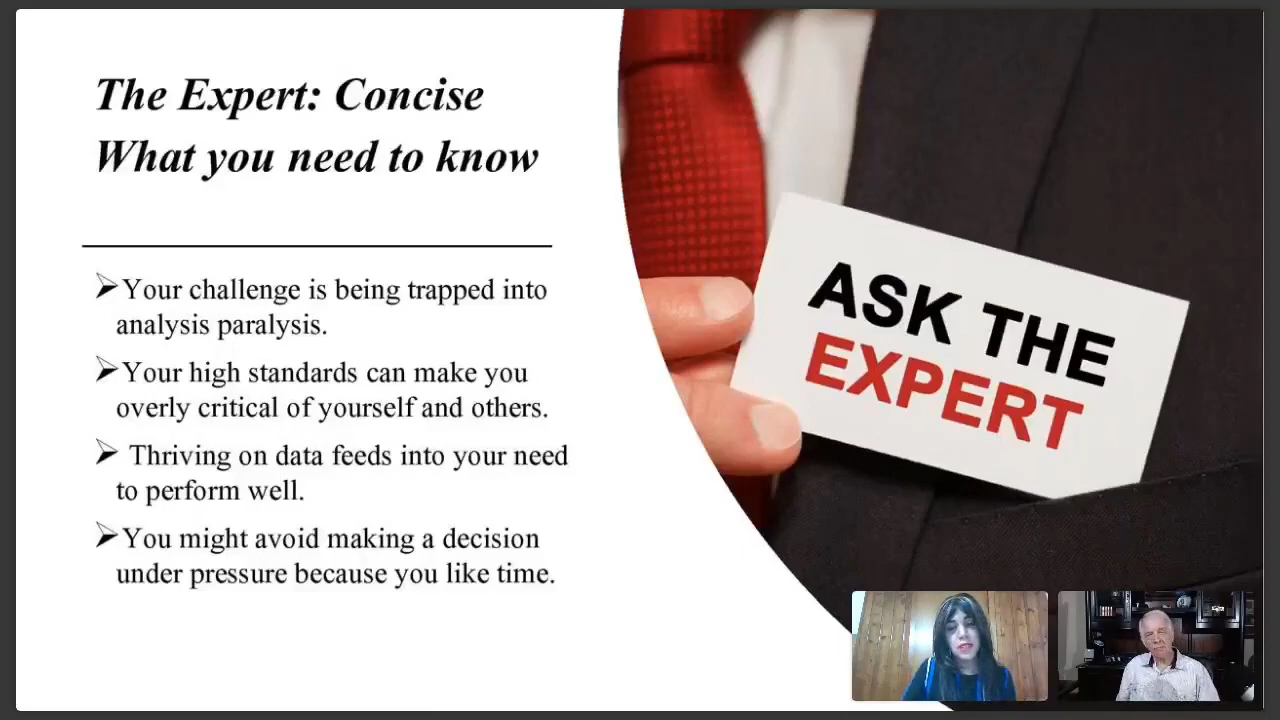 The Expert: Concise
What you need to know
➢Your challenge is being trapped into
analysis paralysis.
➢Your high standards can make you
overly critical of yourself and others.
➢ Thriving on data feeds into your need
to perform well.
➢You might avoid making a decision
under pressure because you like time.
ASK THE
EXPERT